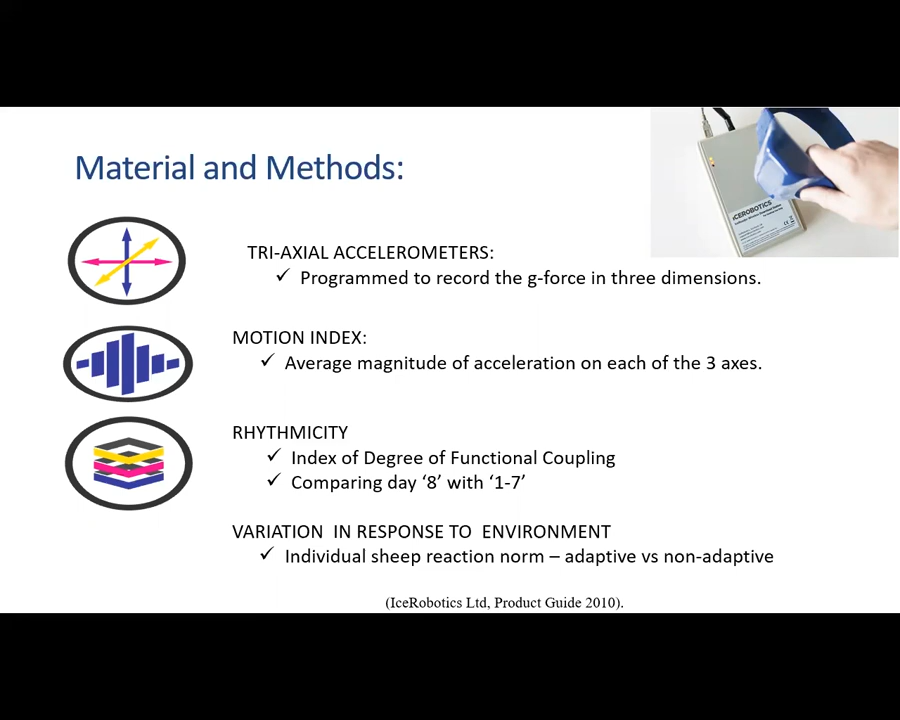 Material and Methods:
ICEROBOTICS
TRI-AXIAL ACCELEROMETERS:
✓ Programmed to record the g-force in three dimensions.
MOTION INDEX:
✓ Average magnitude of acceleration on each of the 3 axes.
RHYTHMICITY
✓ Index of Degree of Functional Coupling
✓ Comparing day ‘8’ with ‘1-7’
VARIATION IN RESPONSE TO ENVIRONMENT
✓ Individual sheep reaction norm – adaptive vs non-adaptive
(IceRobotics Ltd, Product Guide 2010).